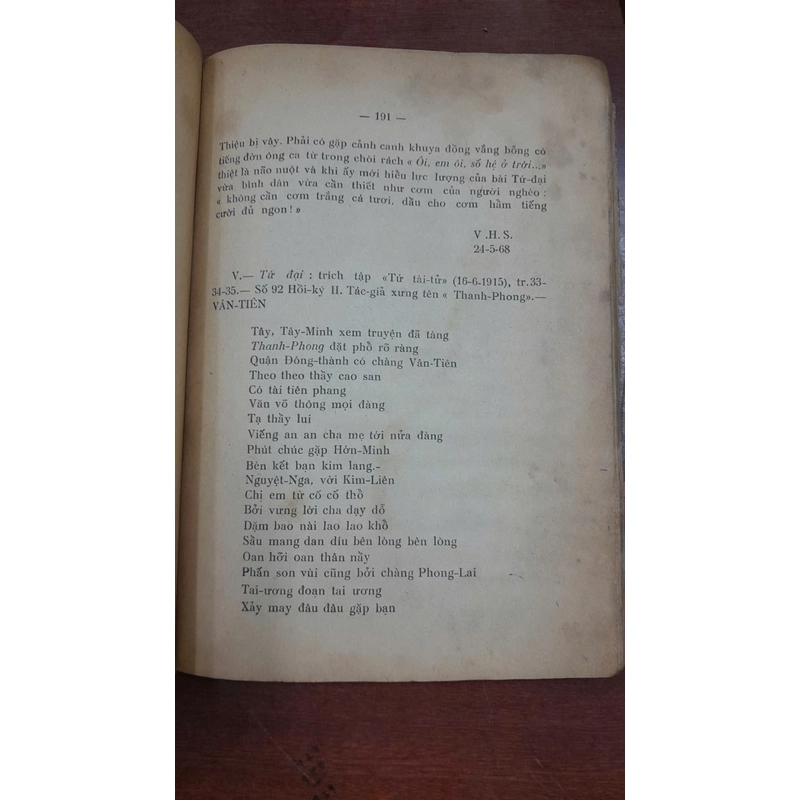 — 191 —
Thiệu bị vây. Phải có gặp cảnh canh khuya đồng vắng bỗng có
tiếng đờn ông ca từ trong chòi rách « Ôi, em ôi, số hệ ở trời...»
thiệt là não nuột và khi ấy mới hiểu lực lượng của bài Tứ-đại
vừa bình dân vừa cần thiết như cơm của người nghèo :
« không cần cơm trắng cá tươi, dầu cho cơm hẩm tiếng
cười đủ ngon ! »
V .H. S.
24-5-68
V.— Tứ đại : trích tập «Tứ tài-tử» (16-6-1915), tr.33-
34-35.— Số 92 Hồi-ký II. Tác-giả xưng tên « Thanh-Phong».—
VÂN-TIÊN
Tây, Tây-Minh xem truyện đã tàng
Thanh-Phong đặt phổ rõ ràng
Quận Đông-thành có chàng Vân-Tiên
Theo theo thầy cao san
Có tài tiên phang
Văn võ thông mọi đàng
Tạ thầy lui
Viếng an an cha mẹ tới nửa đàng
Phút chúc gặp Hớn-Minh
Bèn kết bạn kim lang.-
Nguyệt-Nga, với Kim-Liên
Chị em từ cố cố thổ
Bởi vưng lời cha dạy dỗ
Dặm bao nài lao lao khổ
Sầu mang dan díu bên lòng bên lòng
Oan hỡi oan thân nầy
Phấn son vùi cũng bởi chàng Phong-Lai
Tai-ương đoạn tai ương
Xảy may đâu đâu gặp bạn